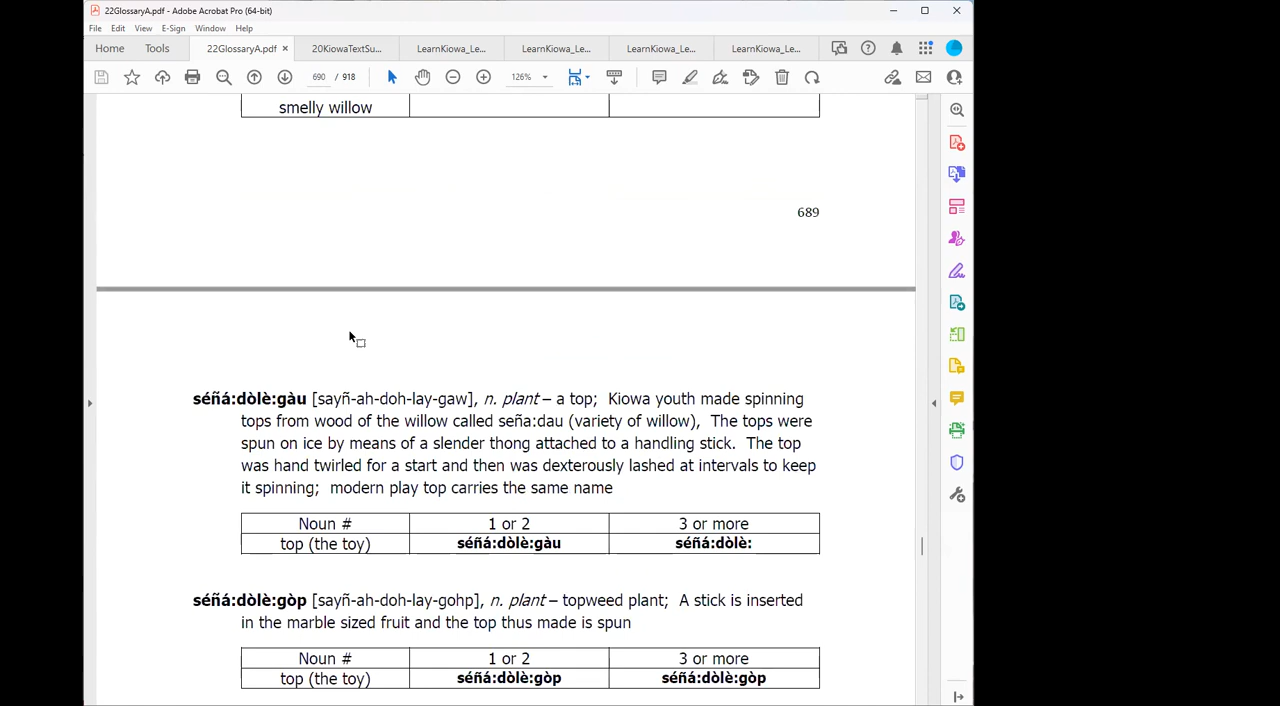 22GlossaryA.pdf - Adobe Acrobat Pro (64-bit)
File Edit View E-Sign Window Help
Home Tools 22GlossaryA.pdf × 20KiowaTextSu... LearnKiowa_Le... LearnKiowa_Le... LearnKiowa_Le... LearnKiowa_Le...
690 / 918 126%
smelly willow
689
séñá:dòlè:gàu [sayñ-ah-doh-lay-gaw], n. plant – a top; Kiowa youth made spinning
tops from wood of the willow called seña:dau (variety of willow), The tops were
spun on ice by means of a slender thong attached to a handling stick. The top
was hand twirled for a start and then was dexterously lashed at intervals to keep
it spinning; modern play top carries the same name
Noun # 1 or 2 3 or more
top (the toy) séñá:dòlè:gàu séñá:dòlè:
séñá:dòlè:gòp [sayñ-ah-doh-lay-gohp], n. plant – topweed plant; A stick is inserted
in the marble sized fruit and the top thus made is spun
Noun # 1 or 2 3 or more
top (the toy) séñá:dòlè:gòp séñá:dòlè:gòp